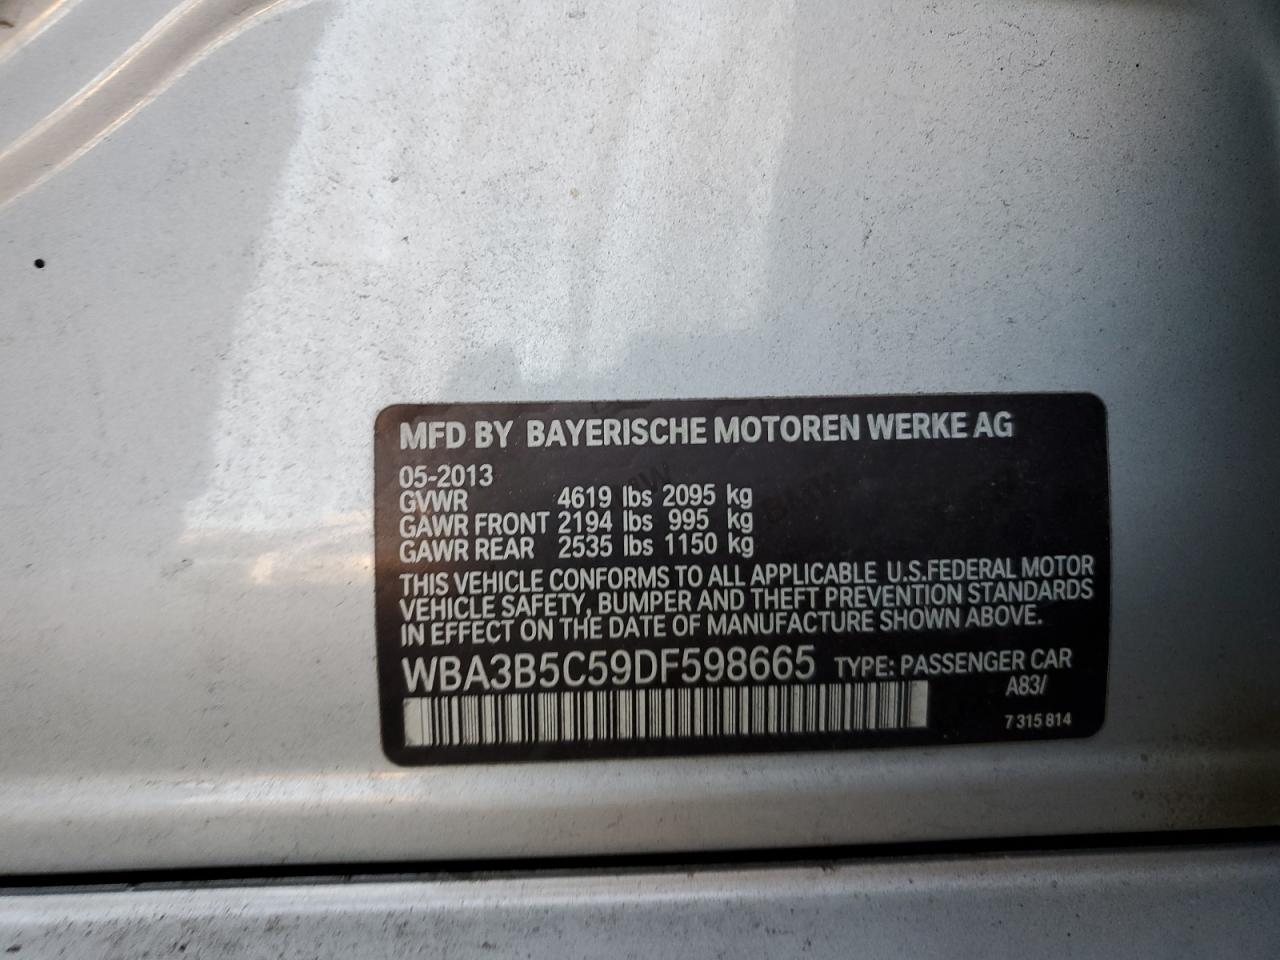 MFD BY BAYERISCHE MOTOREN WERKE AG
05-2013
GVWR 4619 lbs 2095 kg
GAWR FRONT 2194 lbs 995 kg
GAWR REAR 2535 lbs 1150 kg
THIS VEHICLE CONFORMS TO ALL APPLICABLE U.S.FEDERAL MOTOR
VEHICLE SAFETY, BUMPER AND THEFT PREVENTION STANDARDS
IN EFFECT ON THE DATE OF MANUFACTURE SHOWN ABOVE.
WBA3B5C59DF598665 TYPE: PASSENGER CAR
A83/
7 315 814